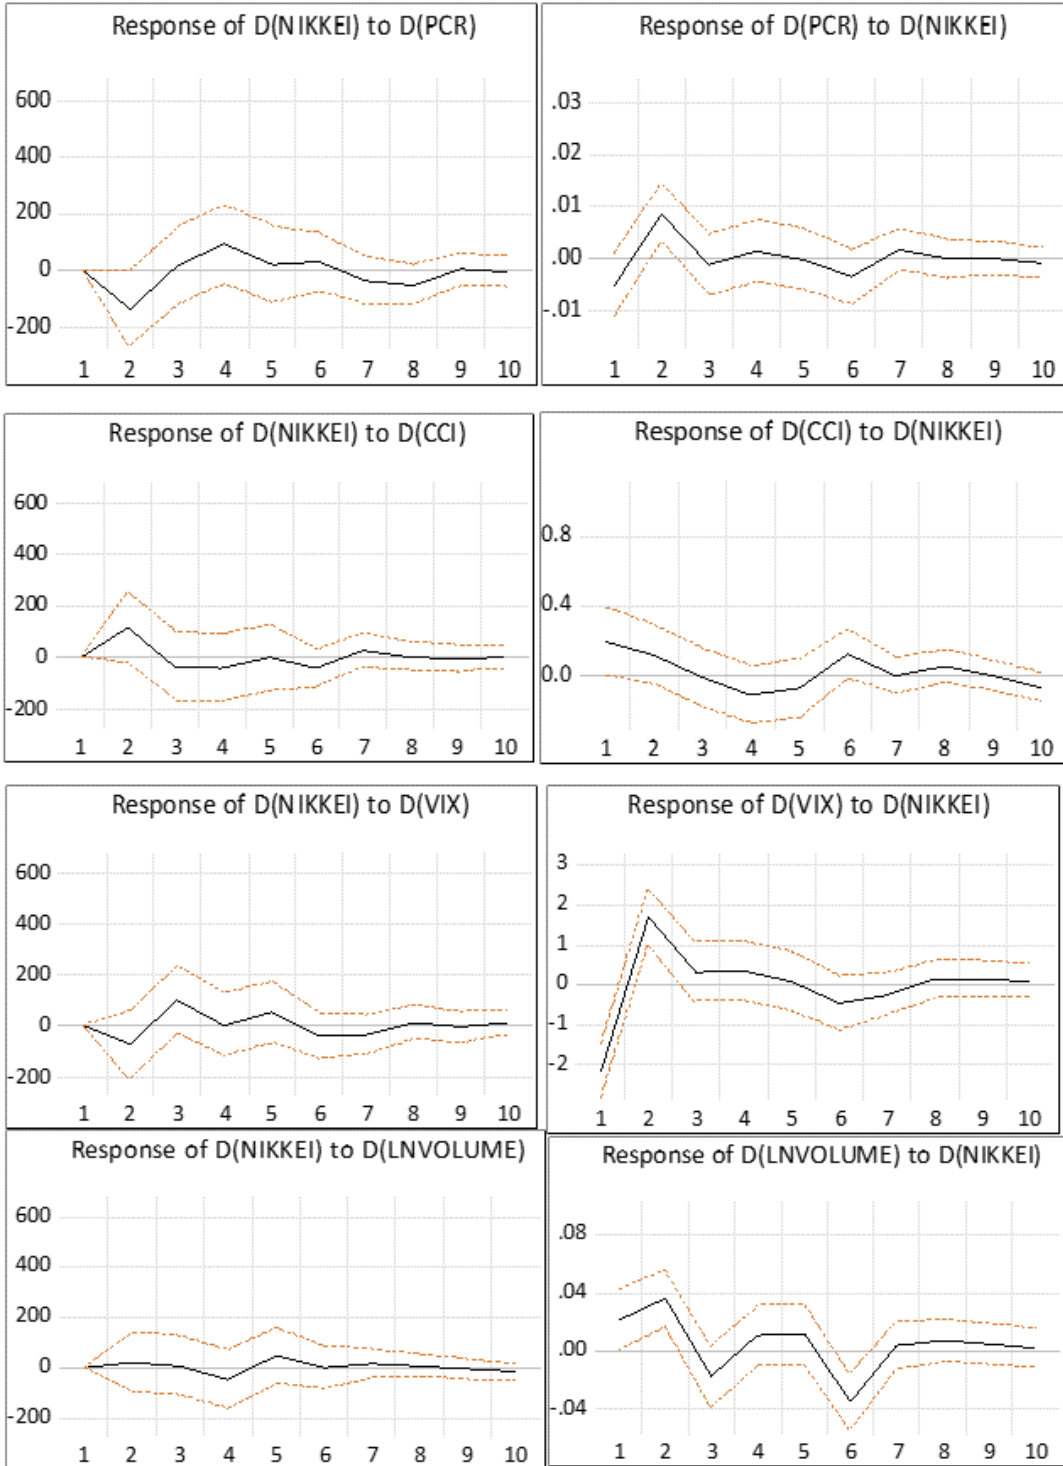 Response of D(NIKKEI) to D(PCR)
600
400
200
0
-200
1 2 3 4 5 6 7 8 9 10
Response of D(PCR) to D(NIKKEI)
.03
.02
.01
.00
-.01
1 2 3 4 5 6 7 8 9 10
Response of D(NIKKEI) to D(CCI)
600
400
200
0
-200
1 2 3 4 5 6 7 8 9 10
Response of D(CCI) to D(NIKKEI)
0.8
0.4
0.0
1 2 3 4 5 6 7 8 9 10
Response of D(NIKKEI) to D(VIX)
600
400
200
0
-200
1 2 3 4 5 6 7 8 9 10
Response of D(VIX) to D(NIKKEI)
3
2
1
0
-1
-2
1 2 3 4 5 6 7 8 9 10
Response of D(NIKKEI) to D(LNVOLUME)
600
400
200
0
-200
1 2 3 4 5 6 7 8 9 10
Response of D(LNVOLUME) to D(NIKKEI)
.08
.04
.00
-.04
1 2 3 4 5 6 7 8 9 10